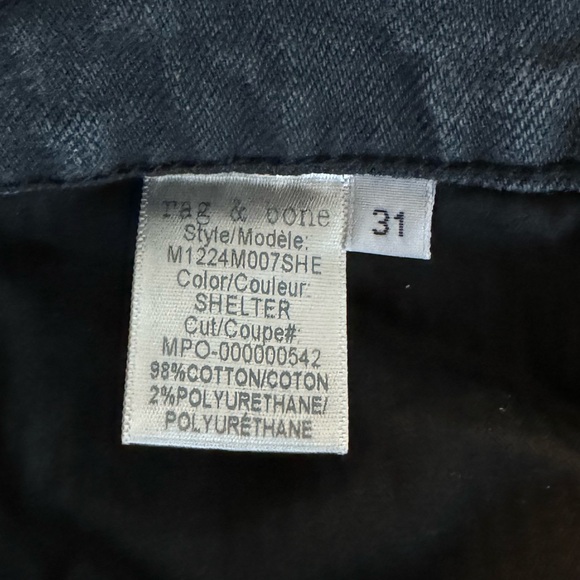 rag & bone
31
Style/Modèle:
M1224M007SHE
Color/Couleur:
SHELTER
Cut/Coupe#:
MPO-000000542
98%COTTON/COTON
2%POLYURETHANE/
POLYURÉTHANE